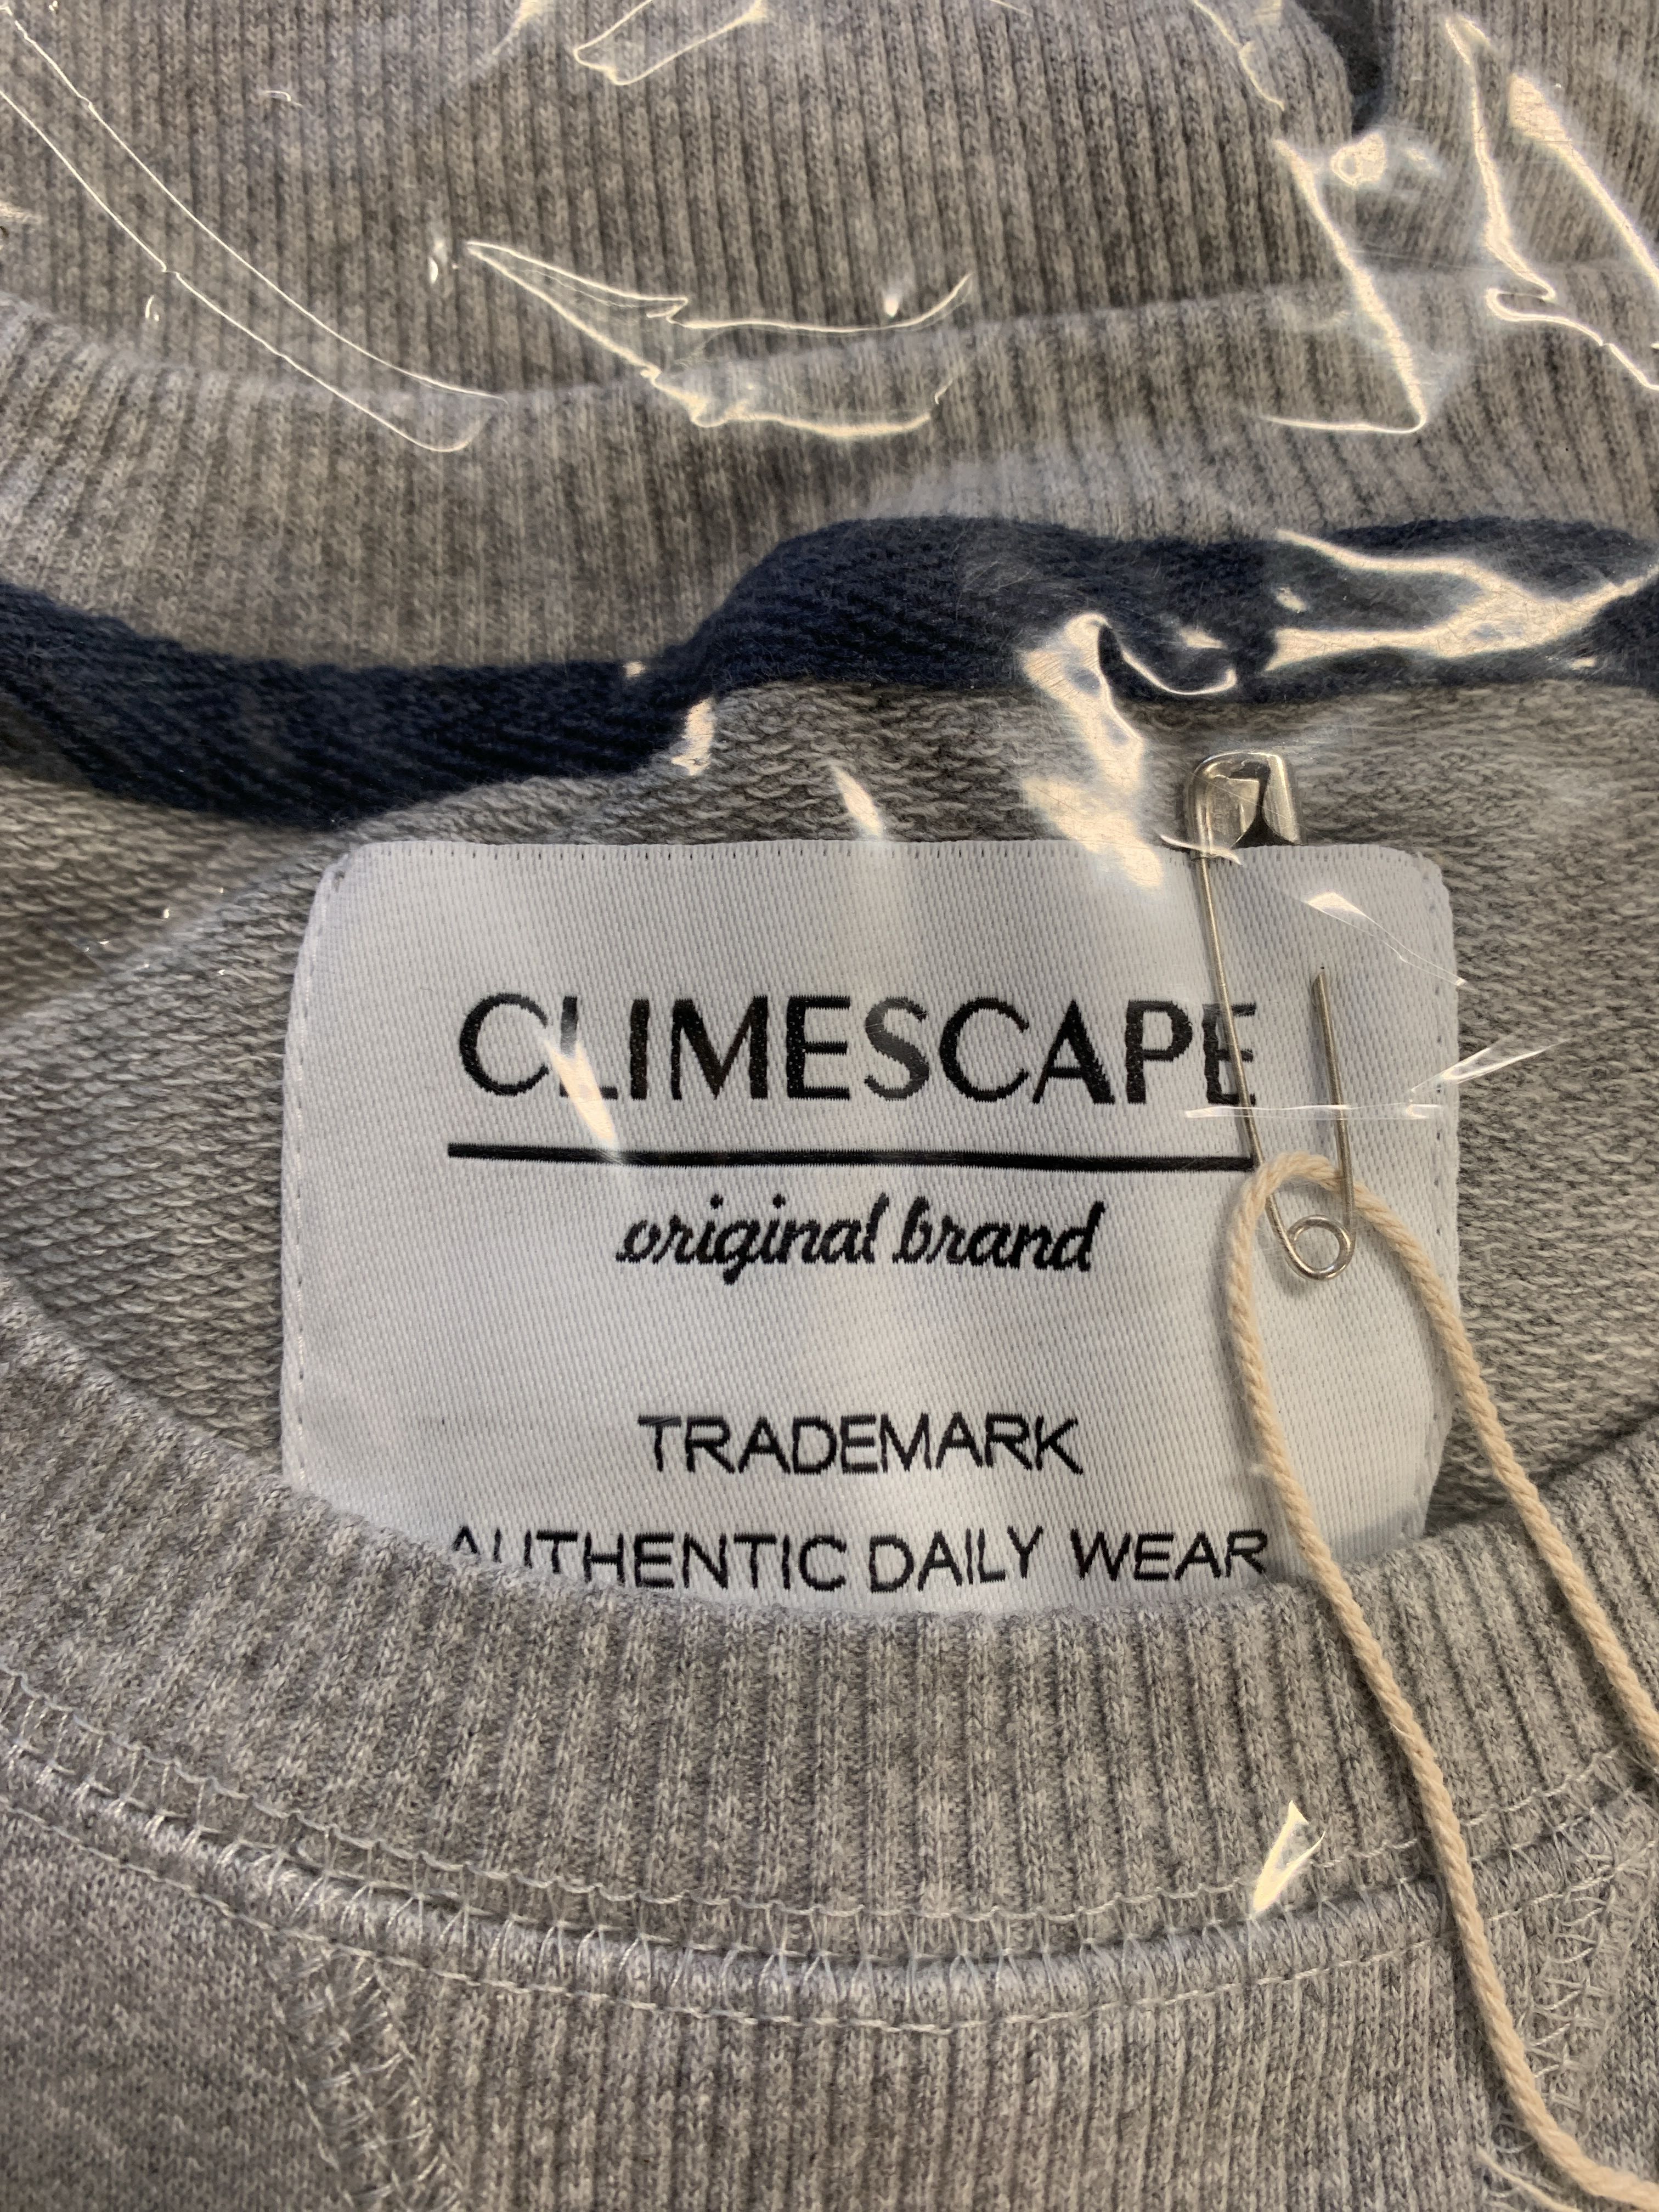 CLIMESCAPE
original brand
TRADEMARK
AUTHENTIC DAILY WEAR